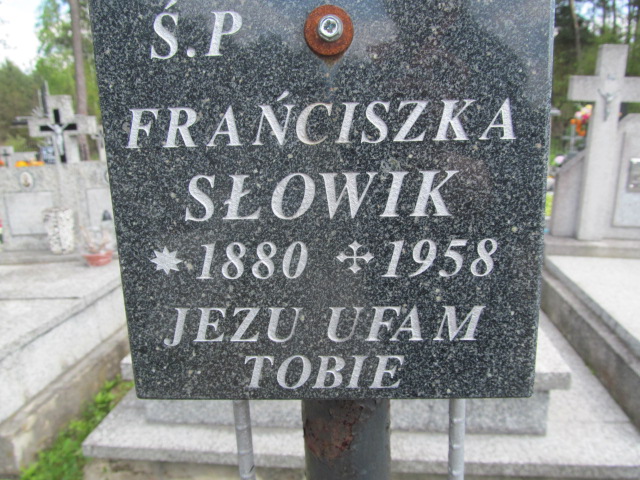 Ś.P
FRAŃCISZKA
SŁOWIK
* 1880 ✣ 1958
JEZU UFAM
TOBIE